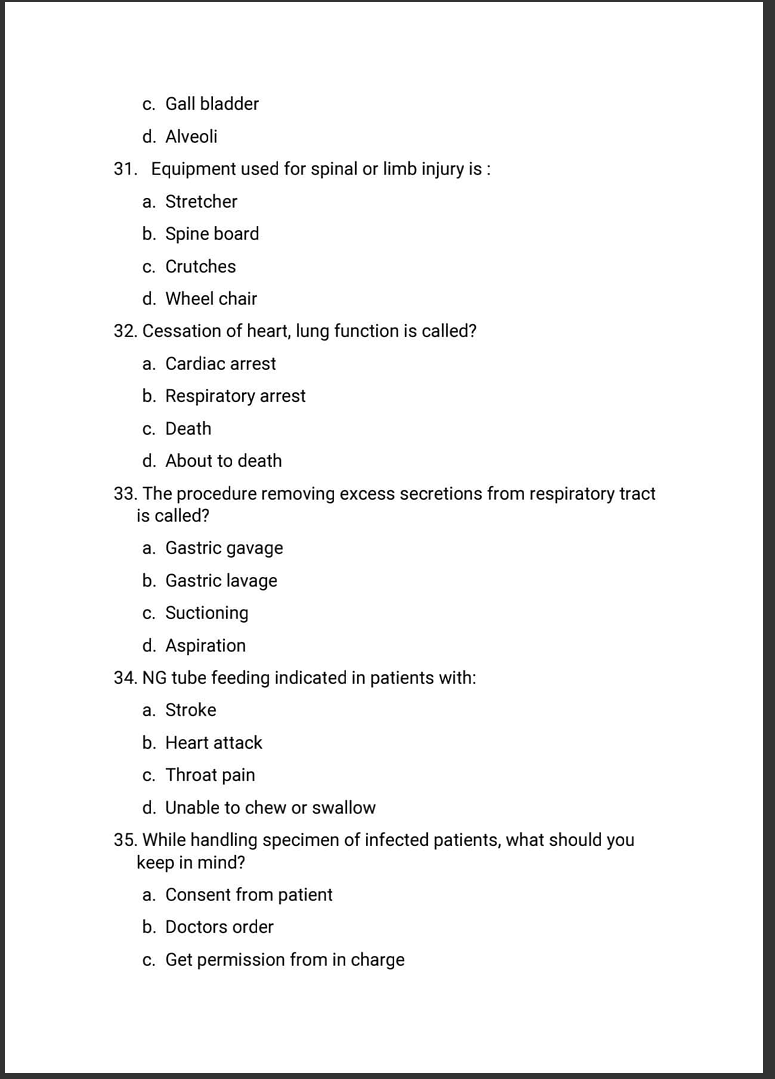 c. Gall bladder
d. Alveoli
31. Equipment used for spinal or limb injury is :
a. Stretcher
b. Spine board
c. Crutches
d. Wheel chair
32. Cessation of heart, lung function is called?
a. Cardiac arrest
b. Respiratory arrest
c. Death
d. About to death
33. The procedure removing excess secretions from respiratory tract
is called?
a. Gastric gavage
b. Gastric lavage
c. Suctioning
d. Aspiration
34. NG tube feeding indicated in patients with:
a. Stroke
b. Heart attack
c. Throat pain
d. Unable to chew or swallow
35. While handling specimen of infected patients, what should you
keep in mind?
a. Consent from patient
b. Doctors order
c. Get permission from in charge